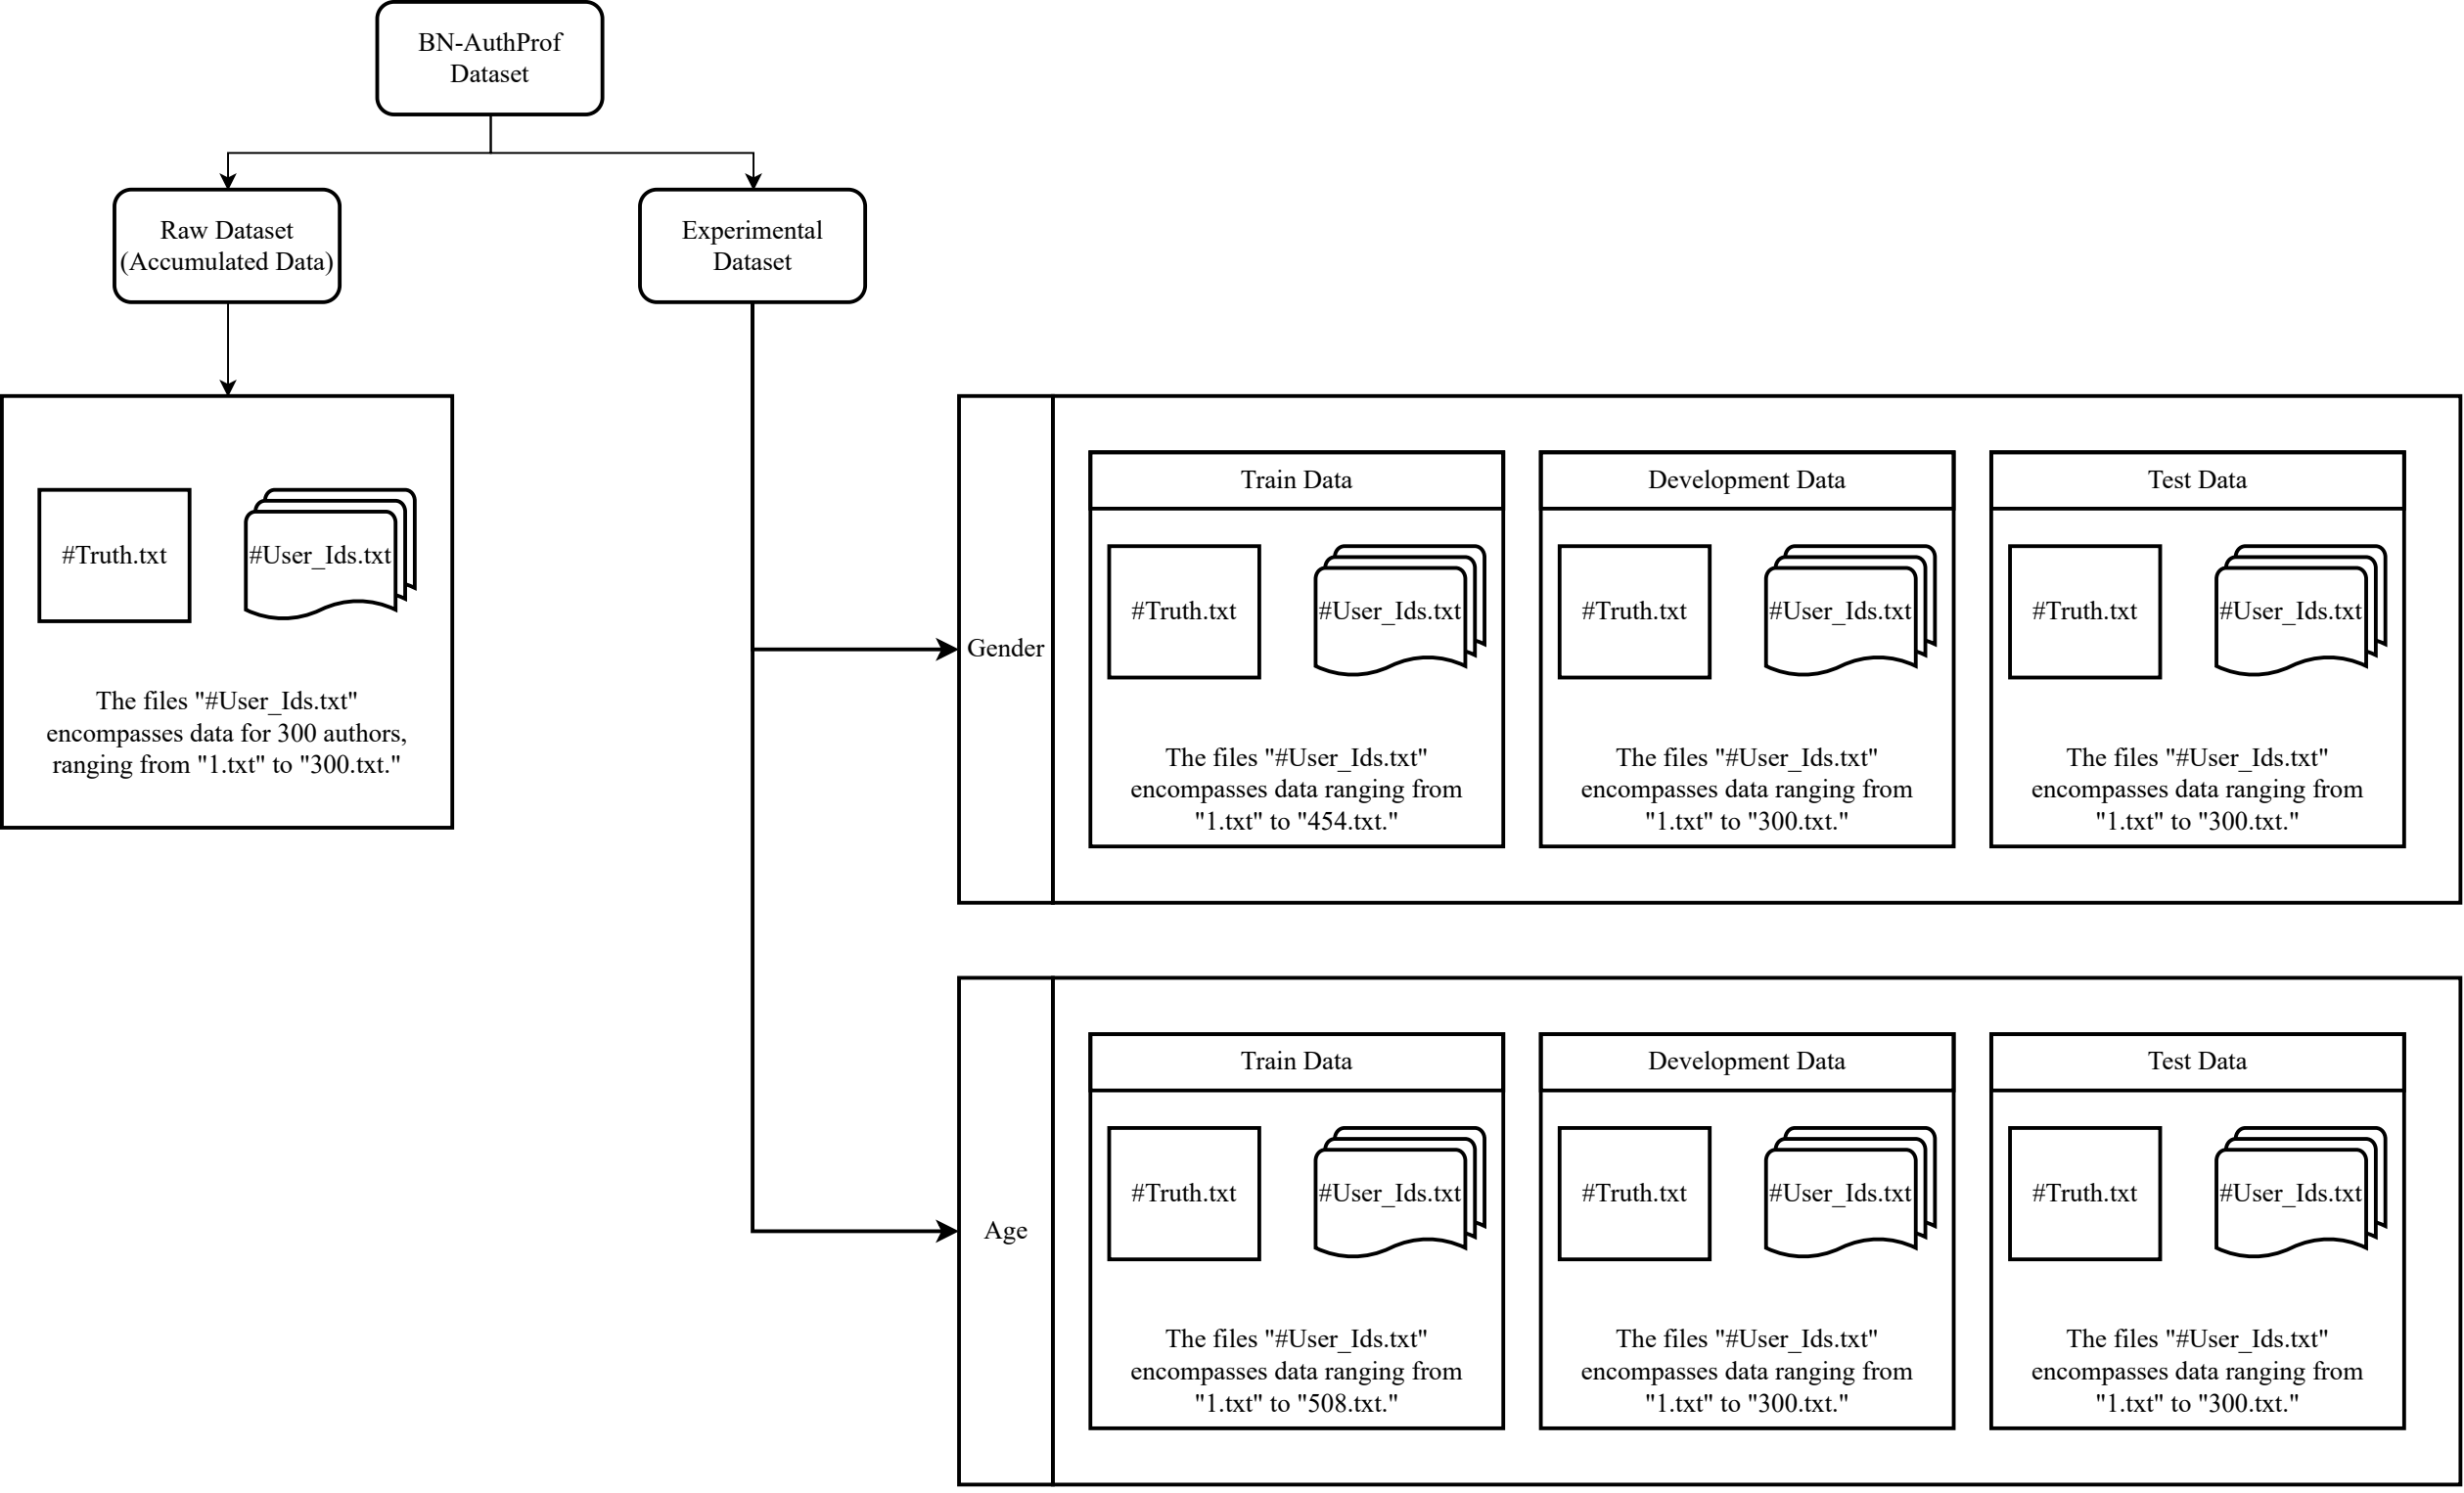 BN-AuthProf
Dataset
Raw Dataset
(Accumulated Data)
Experimental
Dataset
#Truth.txt
#User_Ids.txt
The files "#User_Ids.txt"
encompasses data for 300 authors,
ranging from "1.txt" to "300.txt."
Gender
Train Data
#Truth.txt
#User_Ids.txt
The files "#User_Ids.txt"
encompasses data ranging from
"1.txt" to "454.txt."
Development Data
#Truth.txt
#User_Ids.txt
The files "#User_Ids.txt"
encompasses data ranging from
"1.txt" to "300.txt."
Test Data
#Truth.txt
#User_Ids.txt
The files "#User_Ids.txt"
encompasses data ranging from
"1.txt" to "300.txt."
Age
Train Data
#Truth.txt
#User_Ids.txt
The files "#User_Ids.txt"
encompasses data ranging from
"1.txt" to "508.txt."
Development Data
#Truth.txt
#User_Ids.txt
The files "#User_Ids.txt"
encompasses data ranging from
"1.txt" to "300.txt."
Test Data
#Truth.txt
#User_Ids.txt
The files "#User_Ids.txt"
encompasses data ranging from
"1.txt" to "300.txt."